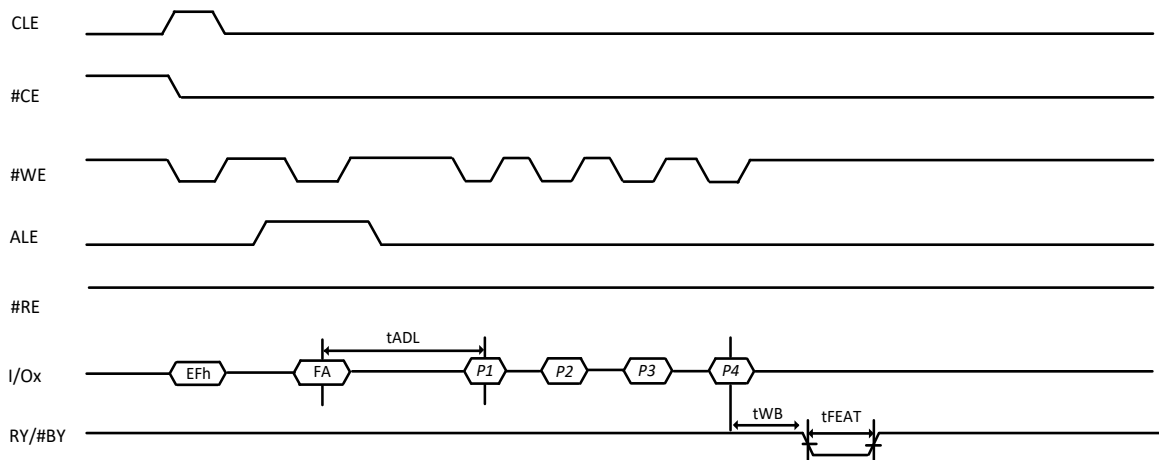 CLE
#CE
#WE
ALE
#RE
tADL
I/Ox EFh FA P1 P2 P3 P4
tWB tFEAT
RY/#BY